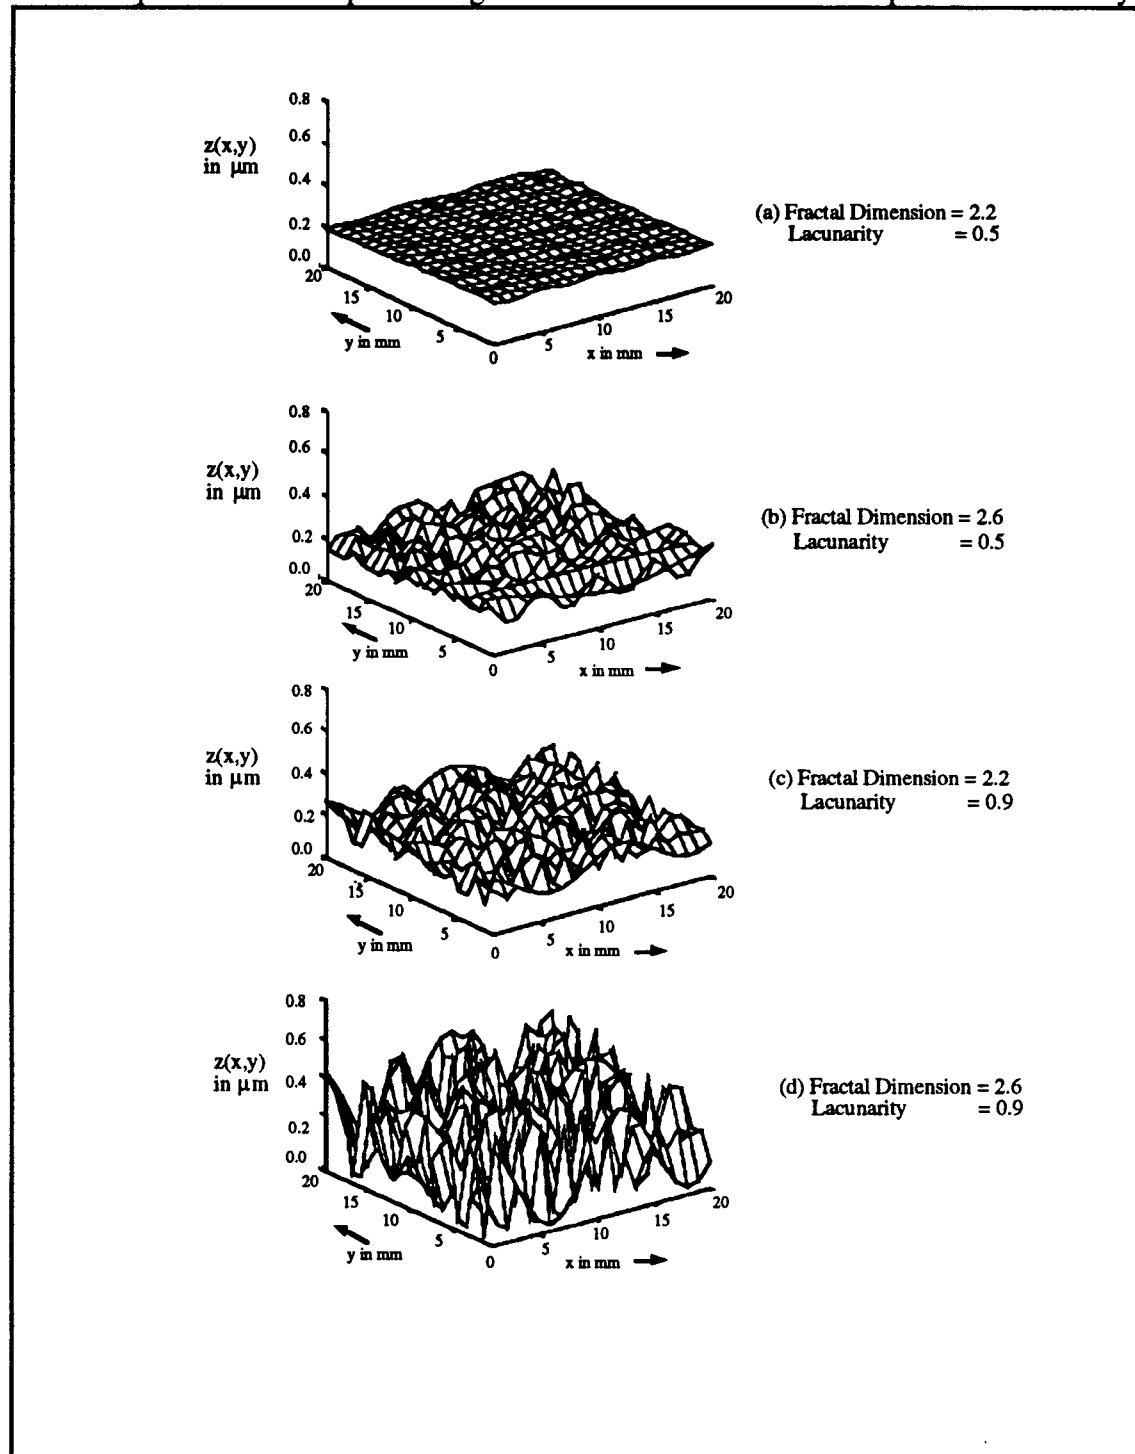 0.8
0.6
z(x,y)
in μm
0.4
0.2
0.0
20
15
10
5
0
y in mm
5
10
15
20
x in mm
(a) Fractal Dimension = 2.2
Lacunarity = 0.5
0.8
0.6
z(x,y)
in μm
0.4
0.2
0.0
20
15
10
5
0
y in mm
5
10
15
20
x in mm
(b) Fractal Dimension = 2.6
Lacunarity = 0.5
0.8
0.6
z(x,y)
in μm
0.4
0.2
0.0
20
15
10
5
0
y in mm
5
10
15
20
x in mm
(c) Fractal Dimension = 2.2
Lacunarity = 0.9
0.8
0.6
z(x,y)
in μm
0.4
0.2
0.0
20
15
10
5
0
y in mm
5
10
15
20
x in mm
(d) Fractal Dimension = 2.6
Lacunarity = 0.9